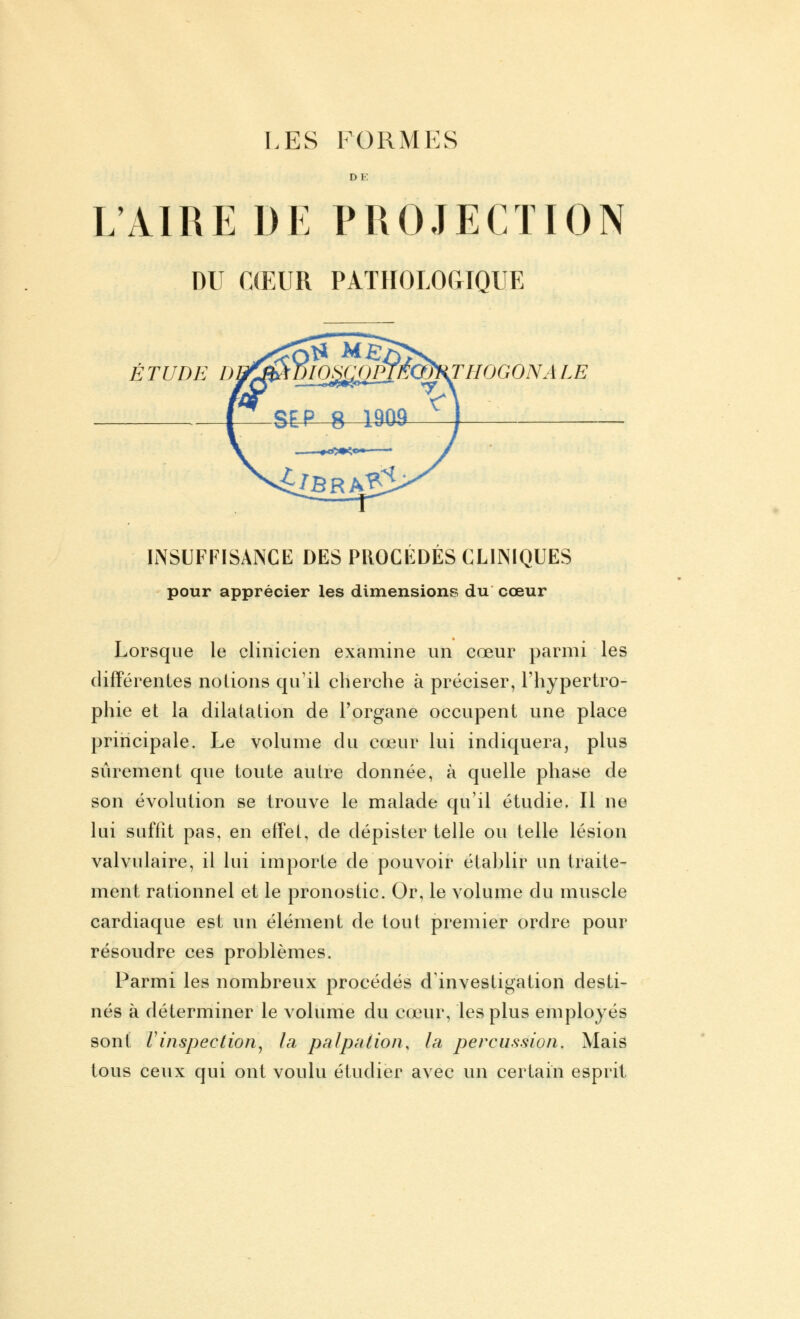 LES FORMES
DE
L'AIRE DE PROJECTION
DU CŒUR PATHOLOGIQUE
ÉTUDE DE RADIOSCOPIE ORTHOGONALE
MED
SEP 8 1909
LIBRARY
I
INSUFFISANCE DES PROCÉDÉS CLINIQUES
pour apprécier les dimensions du cœur
Lorsque le clinicien examine un cœur parmi les
différentes notions qu'il cherche à préciser, l'hypertro-
phie et la dilatation de l'organe occupent une place
principale. Le volume du cœur lui indiquera, plus
sûrement que toute autre donnée, à quelle phase de
son évolution se trouve le malade qu'il étudie. Il ne
lui suffit pas, en effet, de dépister telle ou telle lésion
valvulaire, il lui importe de pouvoir établir un traite-
ment rationnel et le pronostic. Or, le volume du muscle
cardiaque est un élément de tout premier ordre pour
résoudre ces problèmes.
Parmi les nombreux procédés d'investigation desti-
nés à déterminer le volume du cœur, les plus employés
sont l'inspection, la palpation, la percussion. Mais
tous ceux qui ont voulu étudier avec un certain esprit